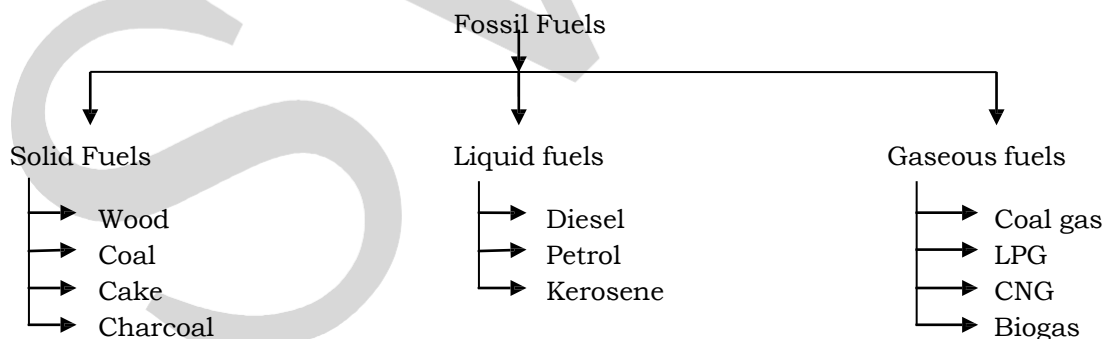 Fossil Fuels
Solid Fuels
Liquid fuels
Gaseous fuels
Wood
Coal
Cake
Charcoal
Diesel
Petrol
Kerosene
Coal gas
LPG
CNG
Biogas